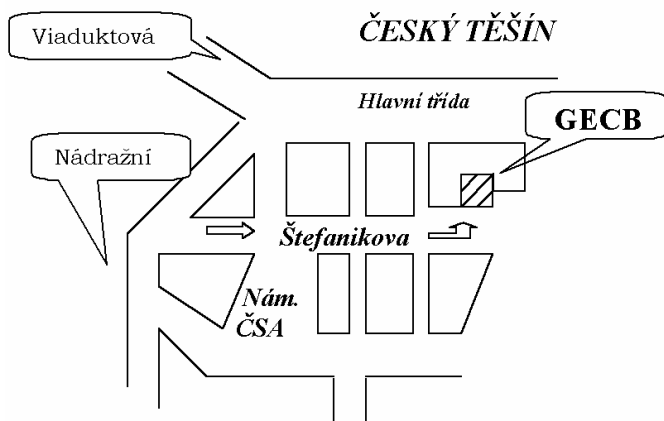 Viaduktová
ČESKÝ TĚŠÍN
Hlavní třída
GECB
Nádražní
Štefanikova
Nám.
ČSA